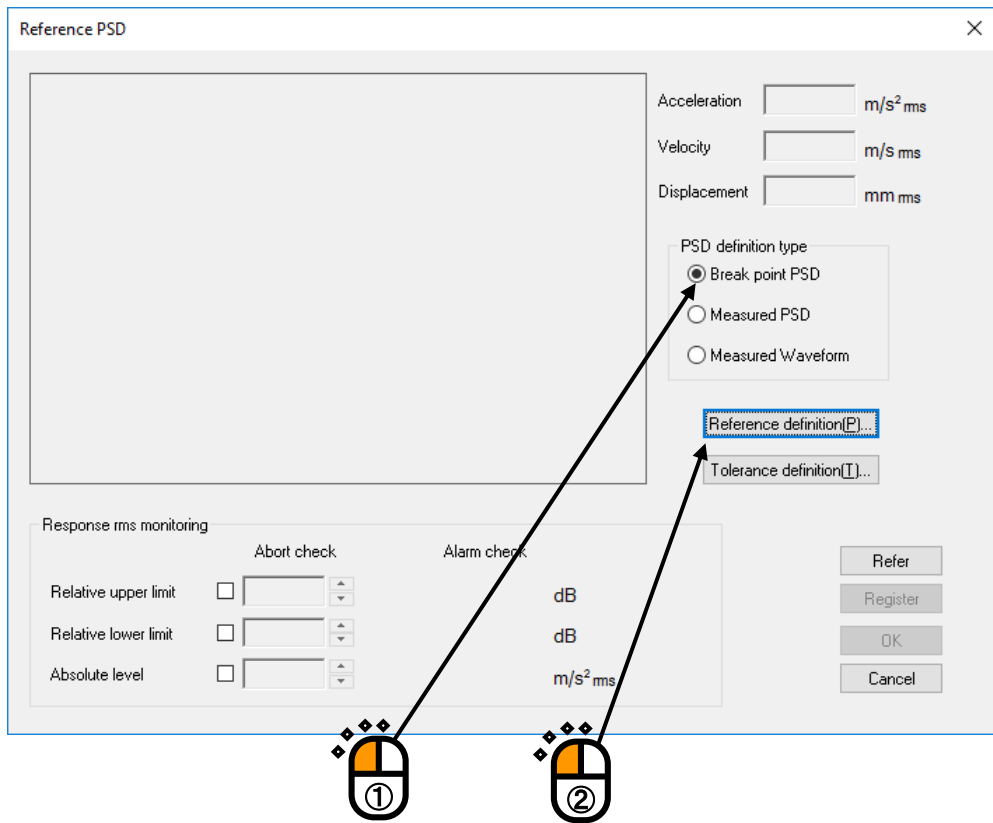 Reference PSD
Acceleration m/s² rms
Velocity m/s rms
Displacement mm rms
PSD definition type
Break point PSD
Measured PSD
Measured Waveform
Reference definition(P)...
Tolerance definition(T)...
Response rms monitoring
Abort check Alarm check
Relative upper limit dB
Relative lower limit dB
Absolute level m/s² rms
Refer
Register
OK
Cancel
① ②